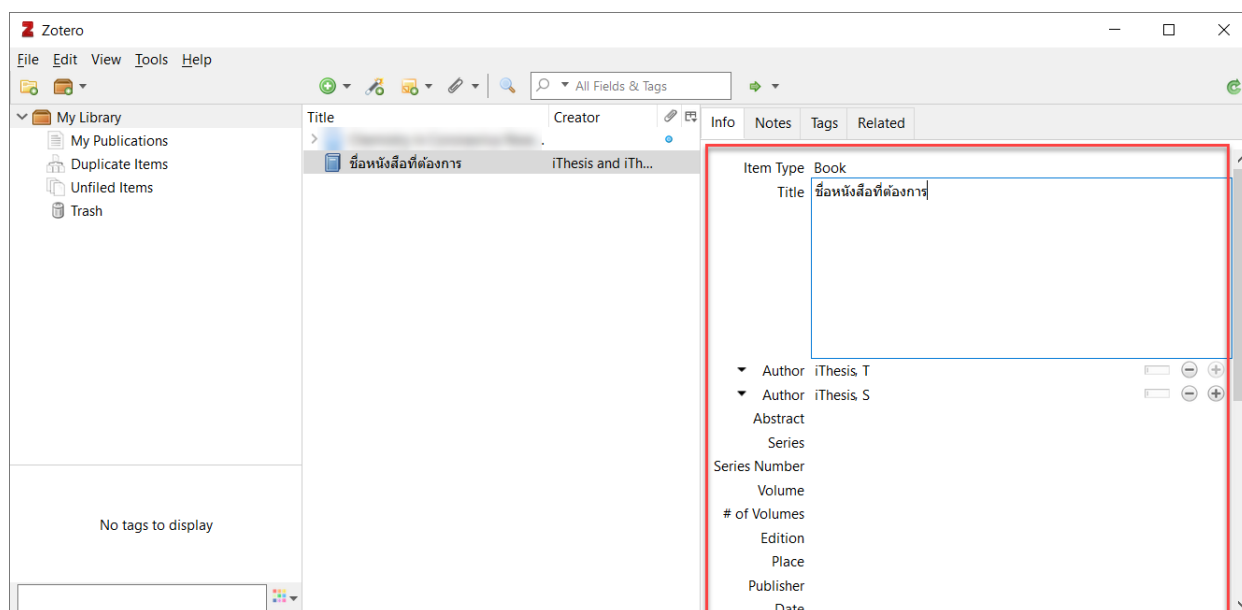 Zotero
File Edit View Tools Help
All Fields & Tags
My Library
My Publications
Duplicate Items
Unfiled Items
Trash
No tags to display
Title Creator
ชื่อหนังสือที่ต้องการ iThesis and iTh...
Info Notes Tags Related
Item Type Book
Title ชื่อหนังสือที่ต้องการ
Author iThesis, T
Author iThesis, S
Abstract
Series
Series Number
Volume
# of Volumes
Edition
Place
Publisher
Date